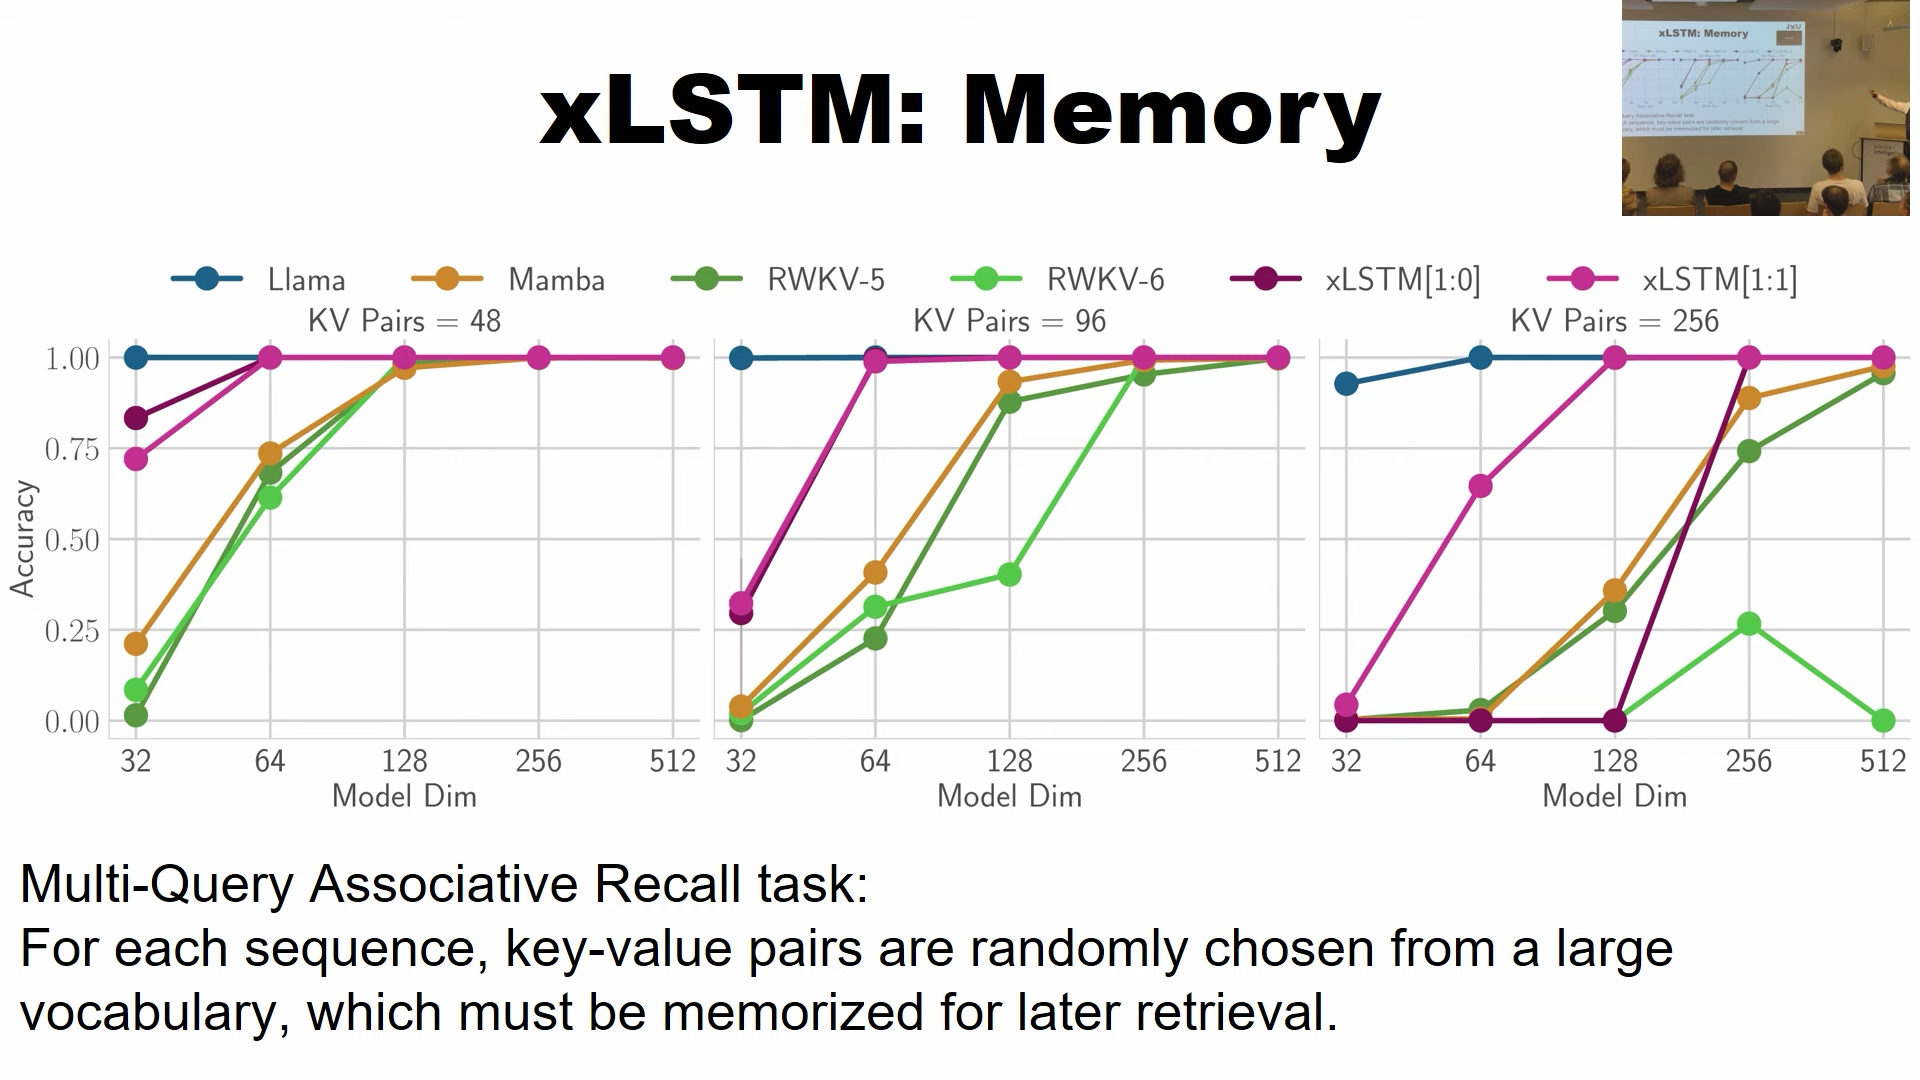 xLSTM: Memory
JKU
xLSTM: Memory
Llama Mamba RWKV-5 RWKV-6 xLSTM[1:0] xLSTM[1:1]
KV Pairs = 48 KV Pairs = 96 KV Pairs = 256
Accuracy
1.00
0.75
0.50
0.25
0.00
32 64 128 256 512 32 64 128 256 512 32 64 128 256 512
Model Dim Model Dim Model Dim
Multi-Query Associative Recall task:
For each sequence, key-value pairs are randomly chosen from a large
vocabulary, which must be memorized for later retrieval.